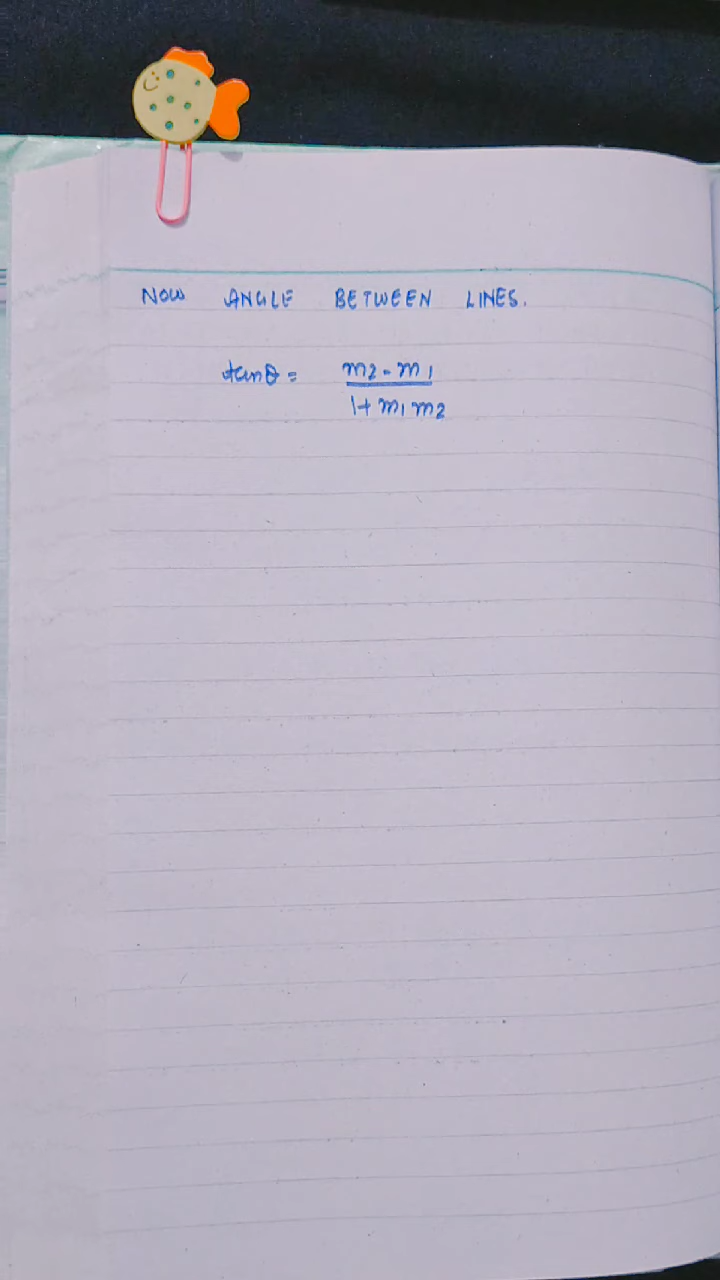 NOW ANGLE BETWEEN LINES.
tanθ = m2 - m1
1 + m1 m2